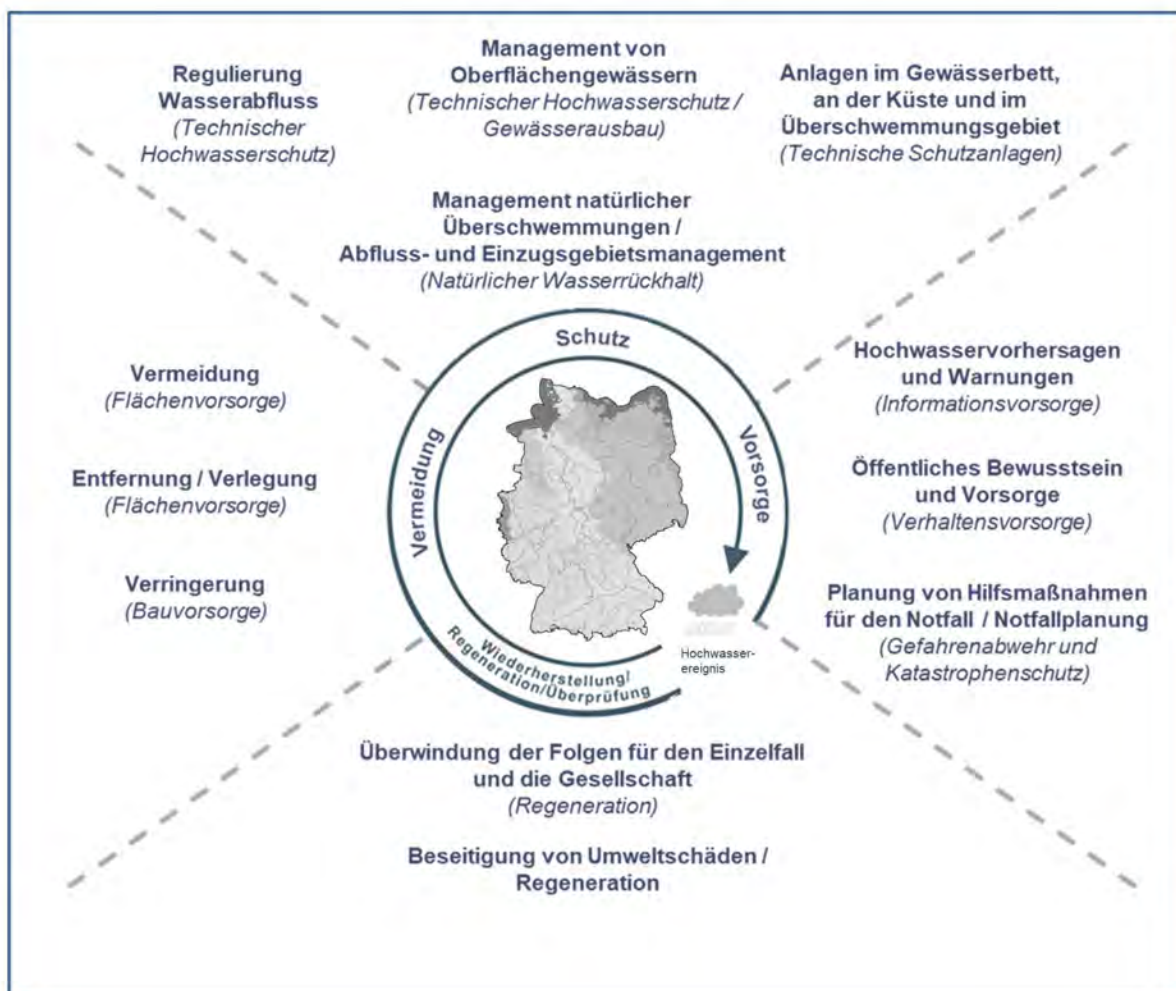 Regulierung
Wasserabfluss
(Technischer
Hochwasserschutz)
Management von
Oberflächengewässern
(Technischer Hochwasserschutz /
Gewässerausbau)
Anlagen im Gewässerbett,
an der Küste und im
Überschwemmungsgebiet
(Technische Schutzanlagen)
Management natürlicher
Überschwemmungen /
Abfluss- und Einzugsgebietsmanagement
(Natürlicher Wasserrückhalt)
Schutz
Vermeidung
(Flächenvorsorge)
Entfernung / Verlegung
(Flächenvorsorge)
Verringerung
(Bauvorsorge)
Vermeidung
Vorsorge
Hochwasservorhersagen
und Warnungen
(Informationsvorsorge)
Öffentliches Bewusstsein
und Vorsorge
(Verhaltensvorsorge)
Planung von Hilfsmaßnahmen
für den Notfall / Notfallplanung
(Gefahrenabwehr und
Katastrophenschutz)
Hochwasser-
ereignis
Wiederherstellung/
Regeneration/Überprüfung
Überwindung der Folgen für den Einzelfall
und die Gesellschaft
(Regeneration)
Beseitigung von Umweltschäden /
Regeneration